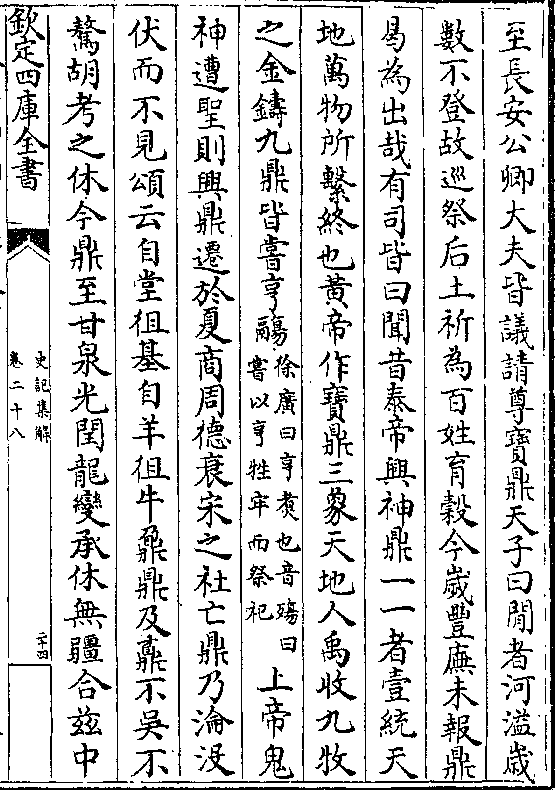 至長安公卿大夫皆議請尊寶鼎天子曰閒者河溢歲
數不登故巡祭后土祈為百姓育穀今嵗豐廡未報鼎
曷為出哉有司皆曰聞昔泰帝興神鼎一一者壹統天
地萬物所繫終也黄帝作寶鼎三象天地人禹收九牧
之金鑄九鼎皆嘗亨鬺徐廣曰亨煑也音殤曰嘗以亨牲牢而祭祀上帝鬼
神遭聖則興鼎遷於夏商周德衰宋之社亡鼎乃淪沒
伏而不見頌云自堂徂基自羊徂牛鼐鼎及鼒不吳不
驁胡考之休今鼎至甘泉光閏龍變承休無疆合兹中
欽定四庫全書
史記集解
卷二十八
二十四